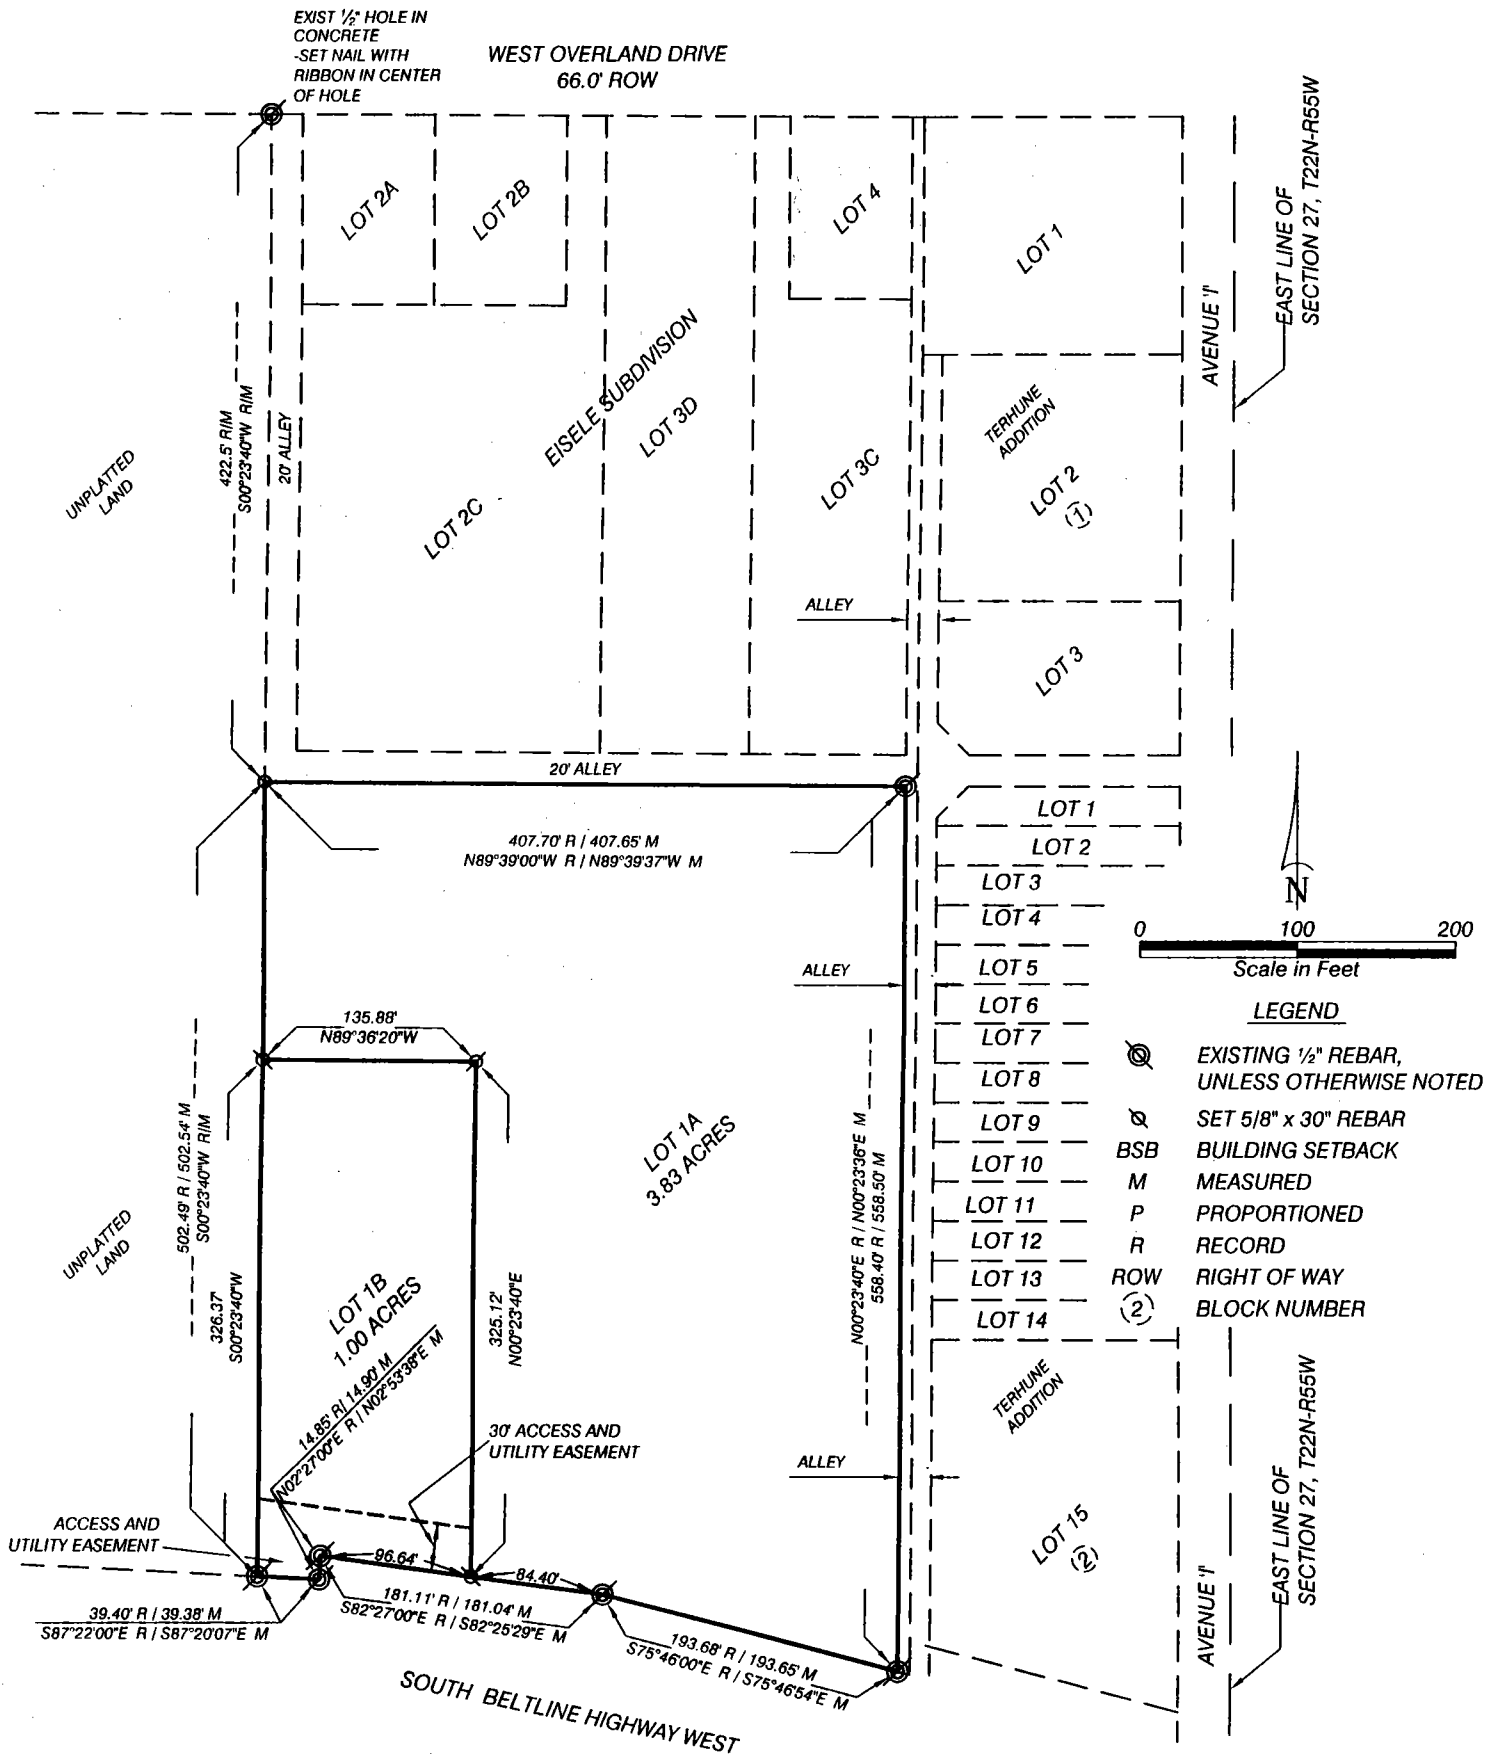 EXIST ½" HOLE IN
CONCRETE
-SET NAIL WITH
RIBBON IN CENTER
OF HOLE
WEST OVERLAND DRIVE
66.0' ROW
LOT 2A
LOT 2B
LOT 4
LOT 1
EAST LINE OF
SECTION 27, T22N-R55W
AVENUE 'I'
EISELE SUBDIVISION
422.5' R/M
S00°23'40"W R/M
20' ALLEY
UNPLATTED
LAND
LOT 2C
LOT 3D
LOT 3C
TERHUNE
ADDITION
LOT 2
1
ALLEY
LOT 3
20' ALLEY
407.70' R / 407.65' M
N89°39'00"W R / N89°39'37"W M
LOT 1
LOT 2
LOT 3
LOT 4
LOT 5
LOT 6
LOT 7
LOT 8
LOT 9
LOT 10
LOT 11
LOT 12
LOT 13
LOT 14
ALLEY
N
0 100 200
Scale in Feet
LEGEND
EXISTING ½" REBAR,
UNLESS OTHERWISE NOTED
SET 5/8" x 30" REBAR
BSB BUILDING SETBACK
M MEASURED
P PROPORTIONED
R RECORD
ROW RIGHT OF WAY
2 BLOCK NUMBER
135.88'
N89°36'20"W
502.49' R / 502.54' M
S00°23'40"W R/M
LOT 1A
3.83 ACRES
N00°23'40"E R / N00°23'36"E M
558.40' R / 558.50' M
UNPLATTED
LAND
326.37'
S00°23'40"W
LOT 1B
1.00 ACRES
325.12'
N00°23'40"E
14.85' R/ 14.90' M
N02°27'00"E R / N02°53'38"E M
30' ACCESS AND
UTILITY EASEMENT
ALLEY
TERHUNE
ADDITION
LOT 15
2
AVENUE 'I'
EAST LINE OF
SECTION 27, T22N-R55W
ACCESS AND
UTILITY EASEMENT
96.64'
84.40'
39.40' R / 39.38' M
S87°22'00"E R / S87°20'07"E M
181.11' R / 181.04' M
S82°27'00"E R / S82°25'29"E M
193.68' R / 193.65' M
S75°46'00"E R / S75°46'54"E M
SOUTH BELTLINE HIGHWAY WEST